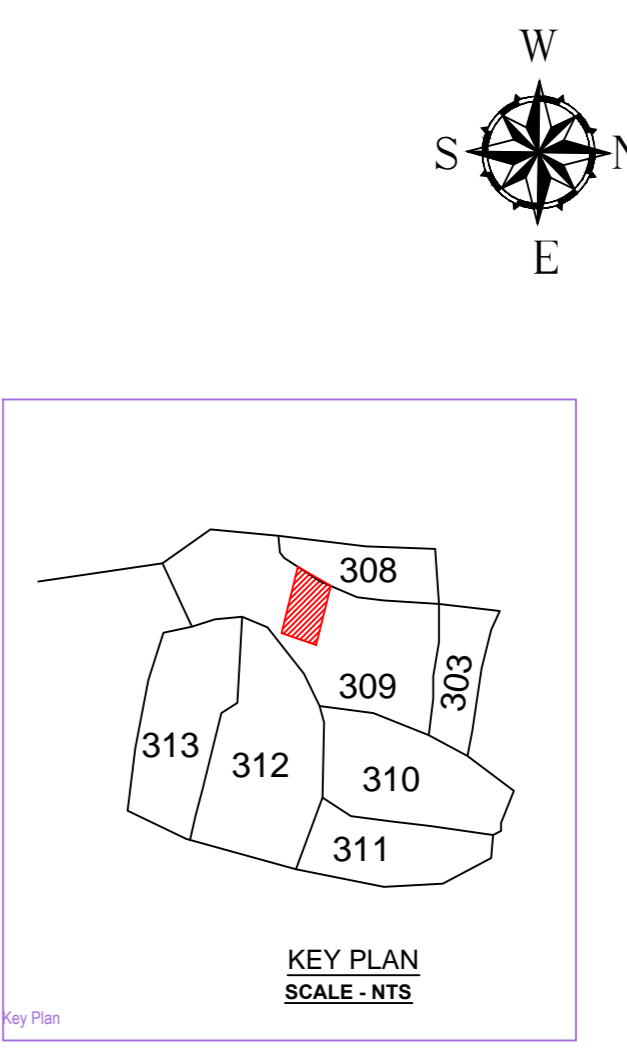 W
S N
E
308
309
303
313
312
310
311
KEY PLAN
SCALE - NTS
Key Plan